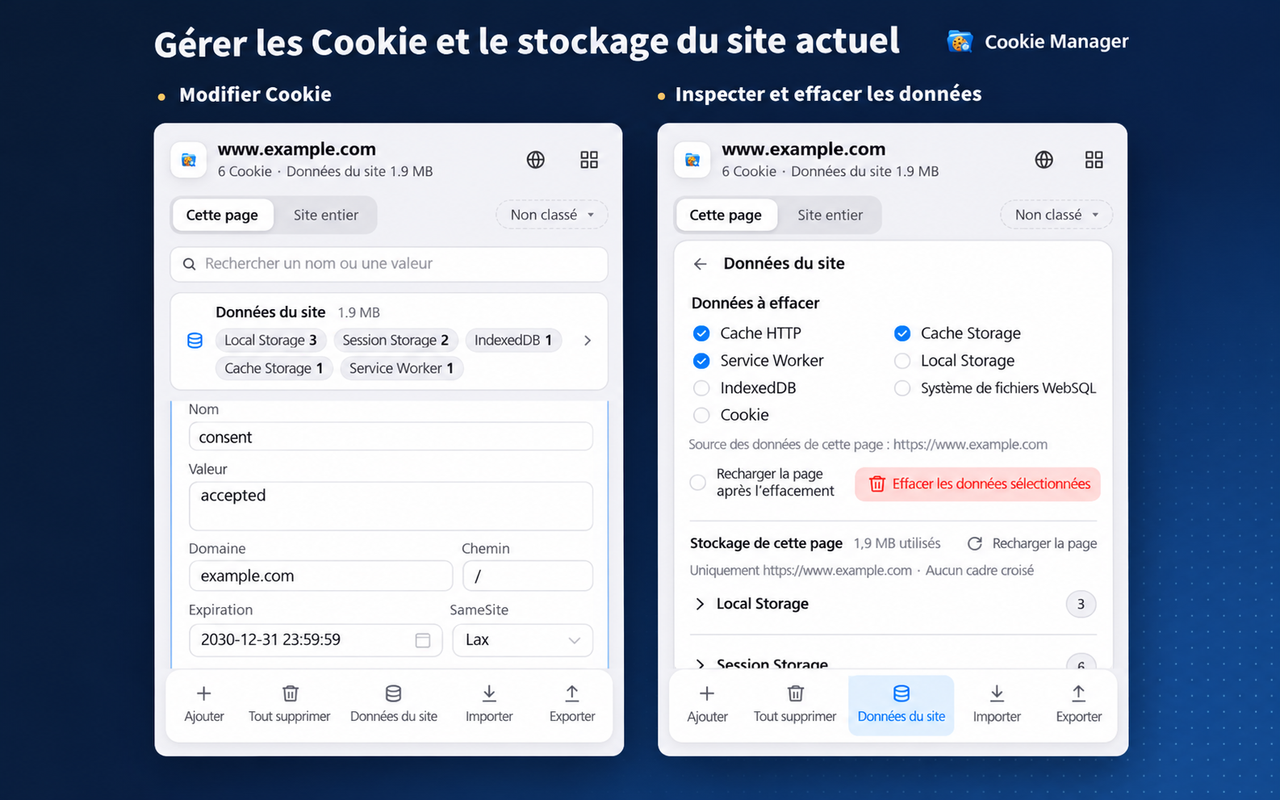 Gérer les Cookie et le stockage du site actuel
Cookie Manager
• Modifier Cookie
www.example.com
6 Cookie · Données du site 1.9 MB
Cette page
Site entier
Non classé
Rechercher un nom ou une valeur
Données du site 1.9 MB
Local Storage 3
Session Storage 2
IndexedDB 1
Cache Storage 1
Service Worker 1
Nom
consent
Valeur
accepted
Domaine
Chemin
example.com
/
Expiration
SameSite
2030-12-31 23:59:59
Lax
Ajouter
Tout supprimer
Données du site
Importer
Exporter
• Inspecter et effacer les données
www.example.com
6 Cookie · Données du site 1.9 MB
Cette page
Site entier
Non classé
Données du site
Données à effacer
Cache HTTP
Cache Storage
Service Worker
Local Storage
IndexedDB
Système de fichiers WebSQL
Cookie
Source des données de cette page : https://www.example.com
Recharger la page
après l'effacement
Effacer les données sélectionnées
Stockage de cette page 1,9 MB utilisés
Recharger la page
Uniquement https://www.example.com · Aucun cadre croisé
Local Storage
3
Session Storage
6
Ajouter
Tout supprimer
Données du site
Importer
Exporter